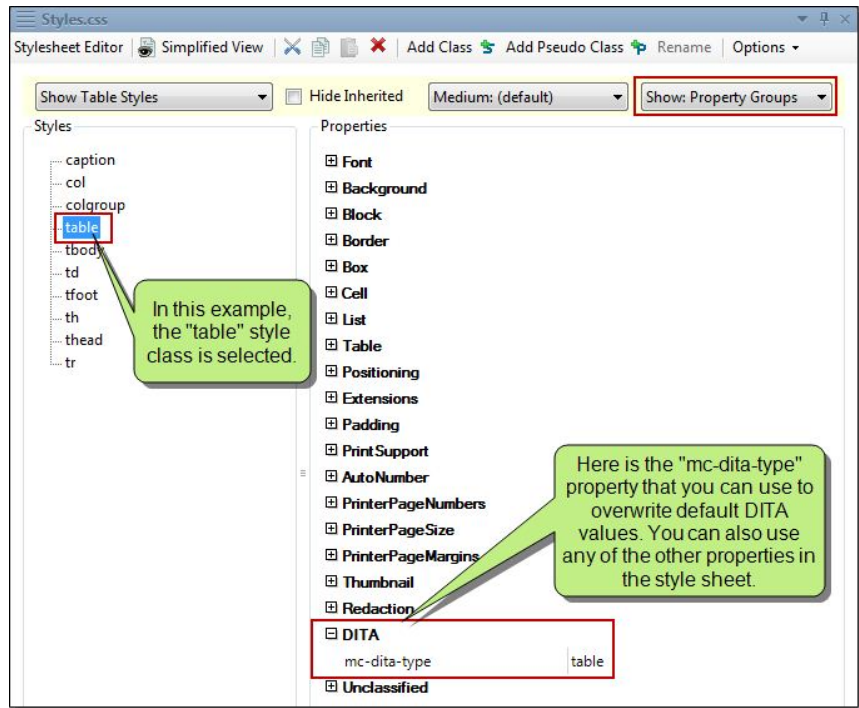 Styles.css
Stylesheet Editor Simplified View Add Class Add Pseudo Class Rename Options
Show Table Styles Hide Inherited Medium: (default) Show: Property Groups
Styles
caption
col
colgroup
table
tbody
td
tfoot
th
thead
tr
In this example,
the "table" style
class is selected.
Properties
Font
Background
Block
Border
Box
Cell
List
Table
Positioning
Extensions
Padding
PrintSupport
AutoNumber
PrinterPageNumbers
PrinterPageSize
PrinterPageMargins
Thumbnail
Redaction
DITA
mc-dita-type table
Unclassified
Here is the "mc-dita-type"
property that you can use to
overwrite default DITA
values. You can also use
any of the other properties in
the style sheet.